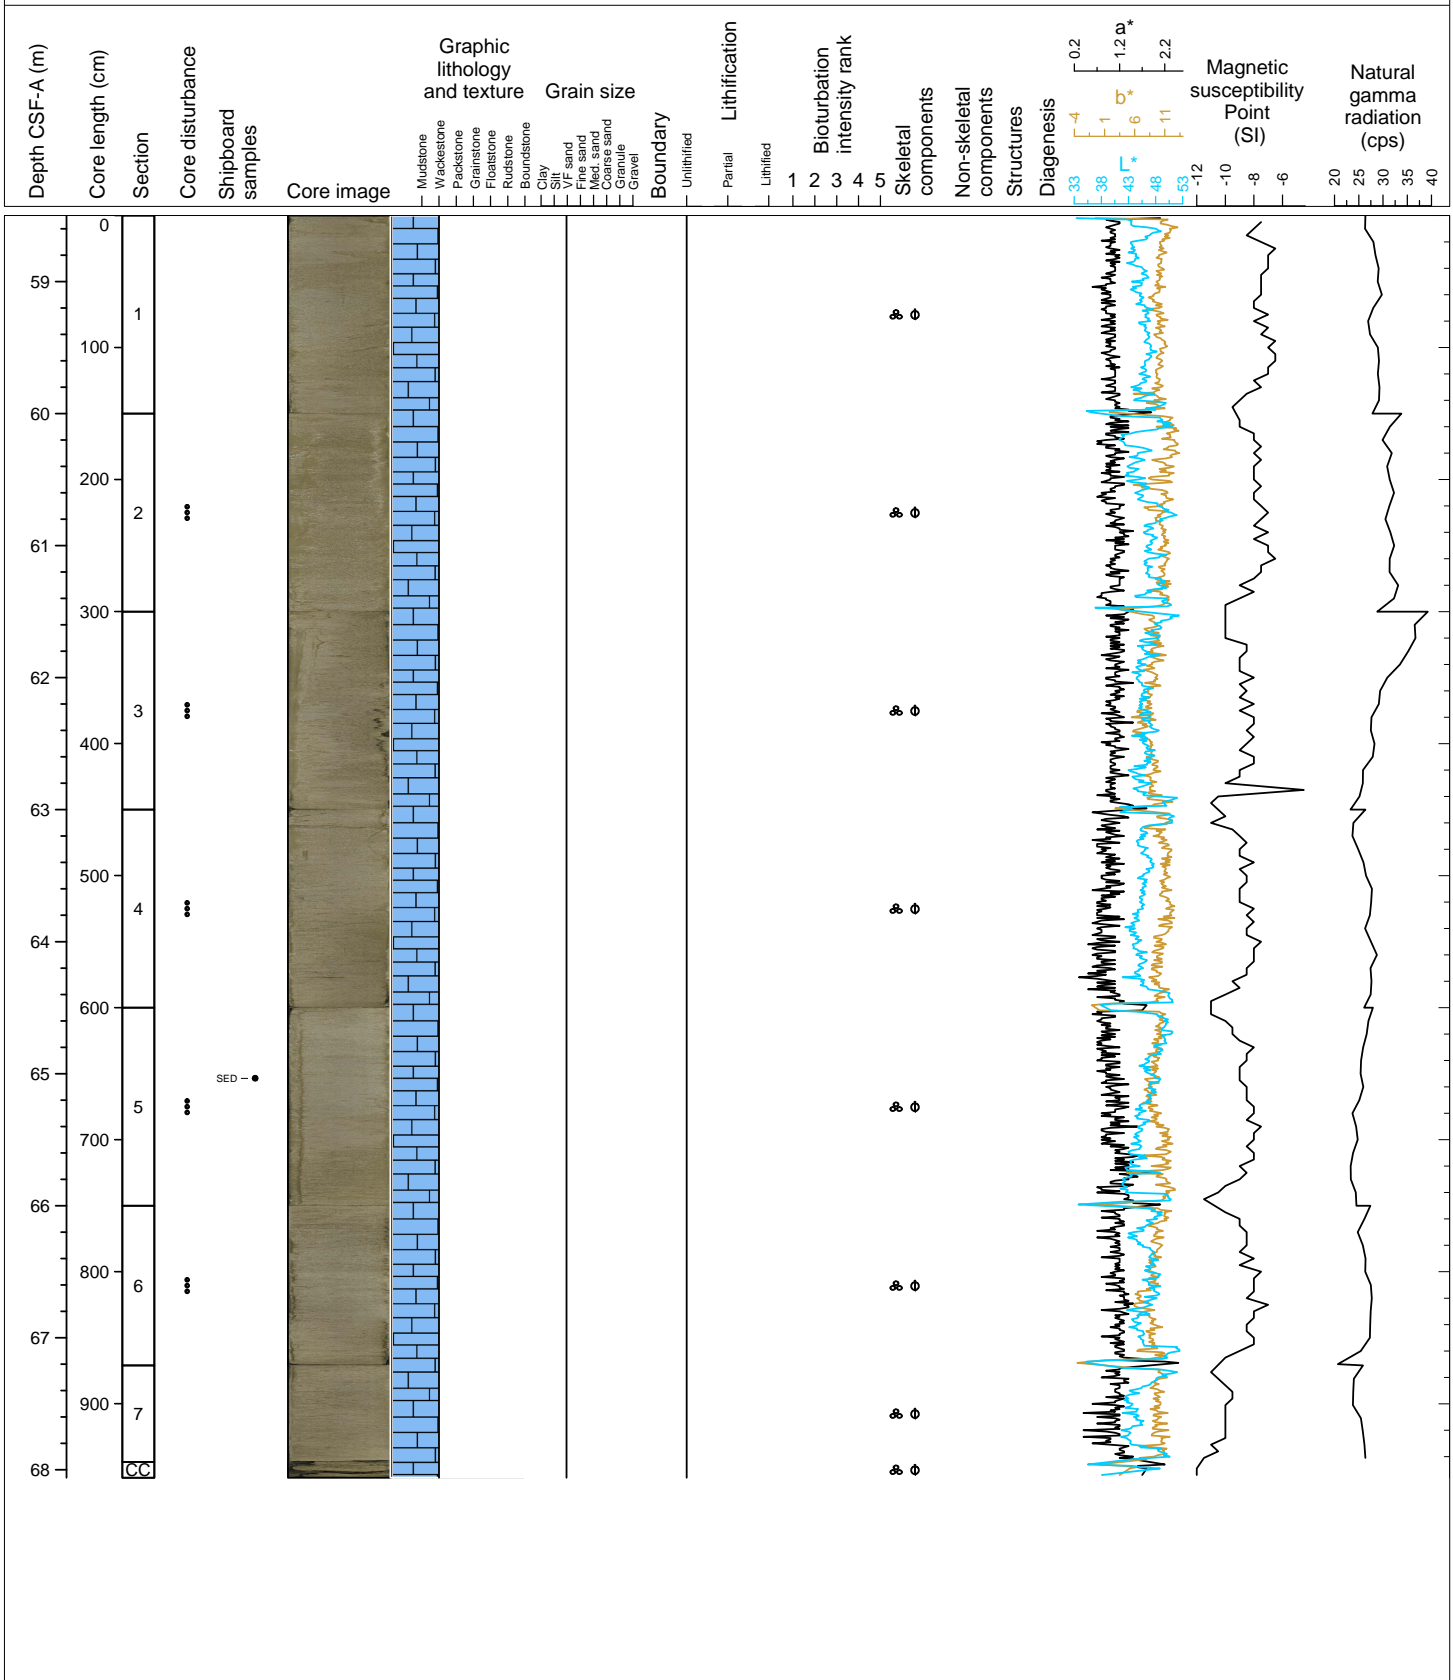 Depth CSF-A (m)
Core length (cm)
Section
Core disturbance
Shipboard
samples
Core image
Graphic
lithology
and texture
Mudstone
Wackestone
Packstone
Grainstone
Floatstone
Rudstone
Boundstone
Grain size
Clay
Silt
VF sand
Fine sand
Med. sand
Coarse sand
Granule
Gravel
Boundary
Lithification
Unlithified
Partial
Lithified
Bioturbation
intensity rank
1 2 3 4 5
Skeletal
components
Non-skeletal
components
Structures
Diagenesis
a*
0.2 1.2 2.2
b*
-4 1 6 11
L*
33 38 43 48 53
Magnetic
susceptibility
Point
(SI)
-12 -10 -8 -6
Natural
gamma
radiation
(cps)
20 25 30 35 40
0
59
1
100
60
200
2
61
300
62
3
400
63
500
4
64
600
65
SED
5
700
66
800
6
67
900
7
68
CC